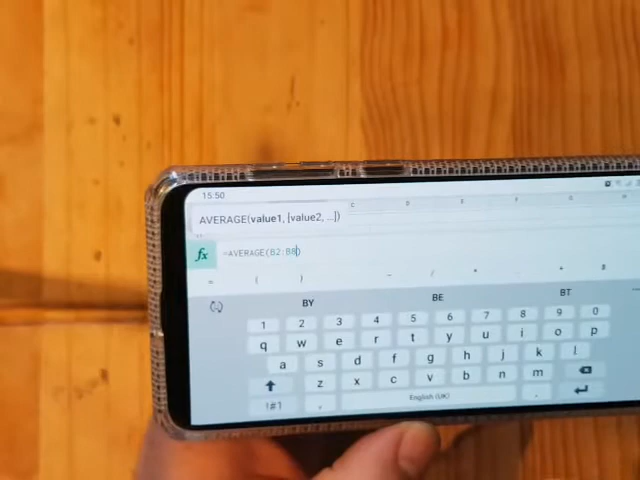 15.50
AVERAGE(value1, [value2, ...])
C D E F G H
fx =AVERAGE(B2:B8)
= ( ) - / * . + $
BY BE BT
1 2 3 4 5 6 7 8 9 0
q w e r t y u i o p
a s d f g h j k l
z x c v b n m
!#1 , English (UK) .